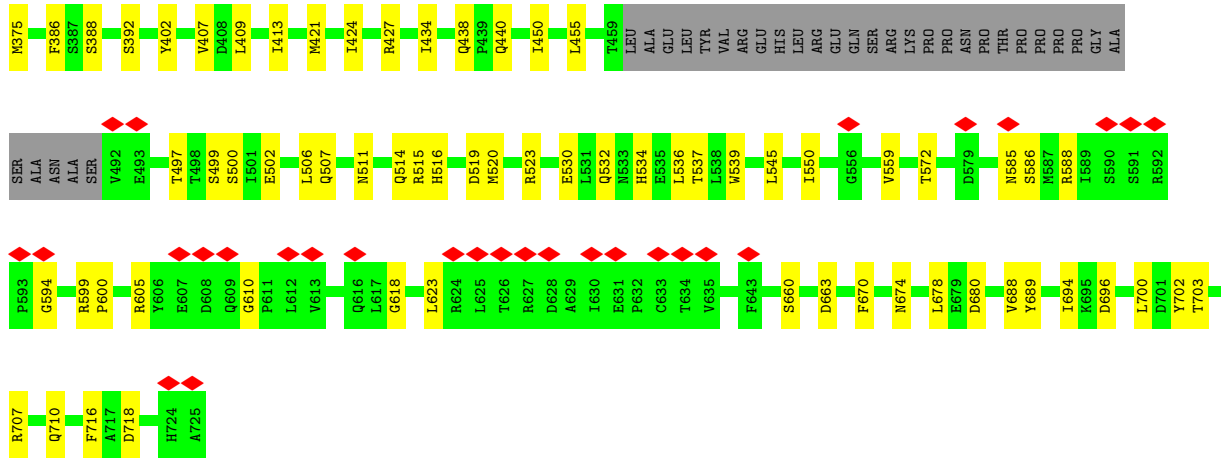 M375 F386 S387 S388 S392 Y402 V407 D408 L409 I413 M421 I424 R427 I434 Q438 P439 Q440 I450 L455 T459 LEU ALA GLU LEU TYR VAL ARG GLU HIS LEU ARG GLU GLN SER ARG LYS PRO PRO ASN PRO THR PRO PRO PRO PRO GLY ALA
SER ALA ASN ALA SER V492 E493 T497 T498 S499 S500 I501 E502 L506 Q507 N511 Q514 R515 H516 D519 M520 R523 E530 L531 Q532 N533 H534 E535 L536 T537 L538 W539 L545 I550 G556 V559 T572 D579 N585 S586 M587 R588 I589 S590 S591 R592
P593 G594 R599 P600 R605 Y606 E607 D608 Q609 G610 P611 L612 V613 Q616 L617 G618 L623 R624 L625 T626 R627 D628 A629 I630 E631 P632 C633 T634 V635 F643 S660 D663 F670 N674 L678 E679 D680 V688 Y689 I694 K695 D696 L700 D701 Y702 T703
R707 Q710 F716 A717 D718 H724 A725